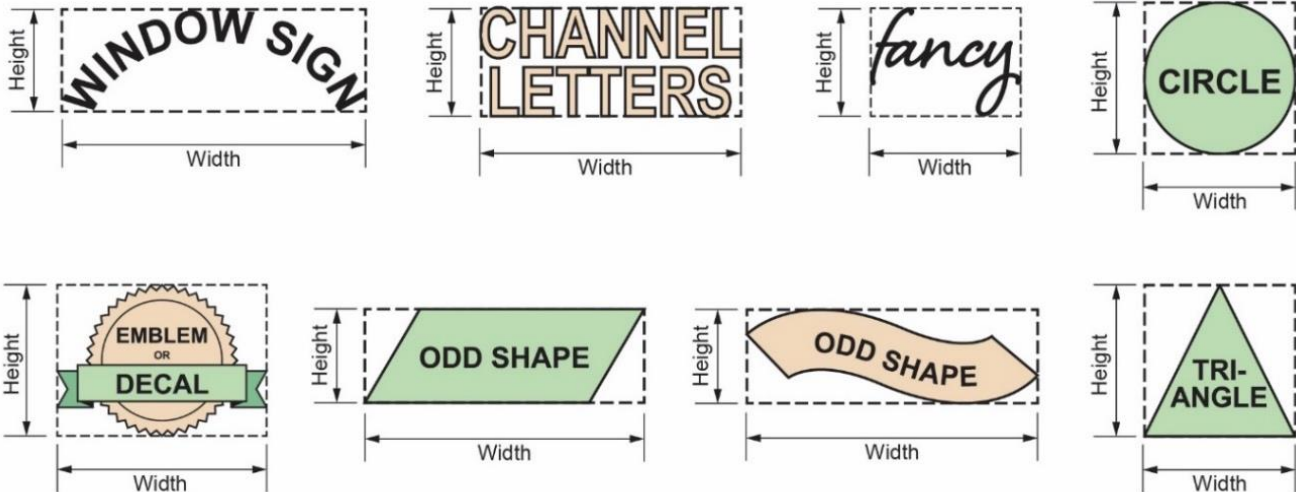 Height
WINDOW SIGN
Width
Height
CHANNEL
LETTERS
Width
Height
fancy
Width
Height
CIRCLE
Width
Height
EMBLEM
OR
DECAL
Width
Height
ODD SHAPE
Width
Height
ODD SHAPE
Width
Height
TRI-
ANGLE
Width